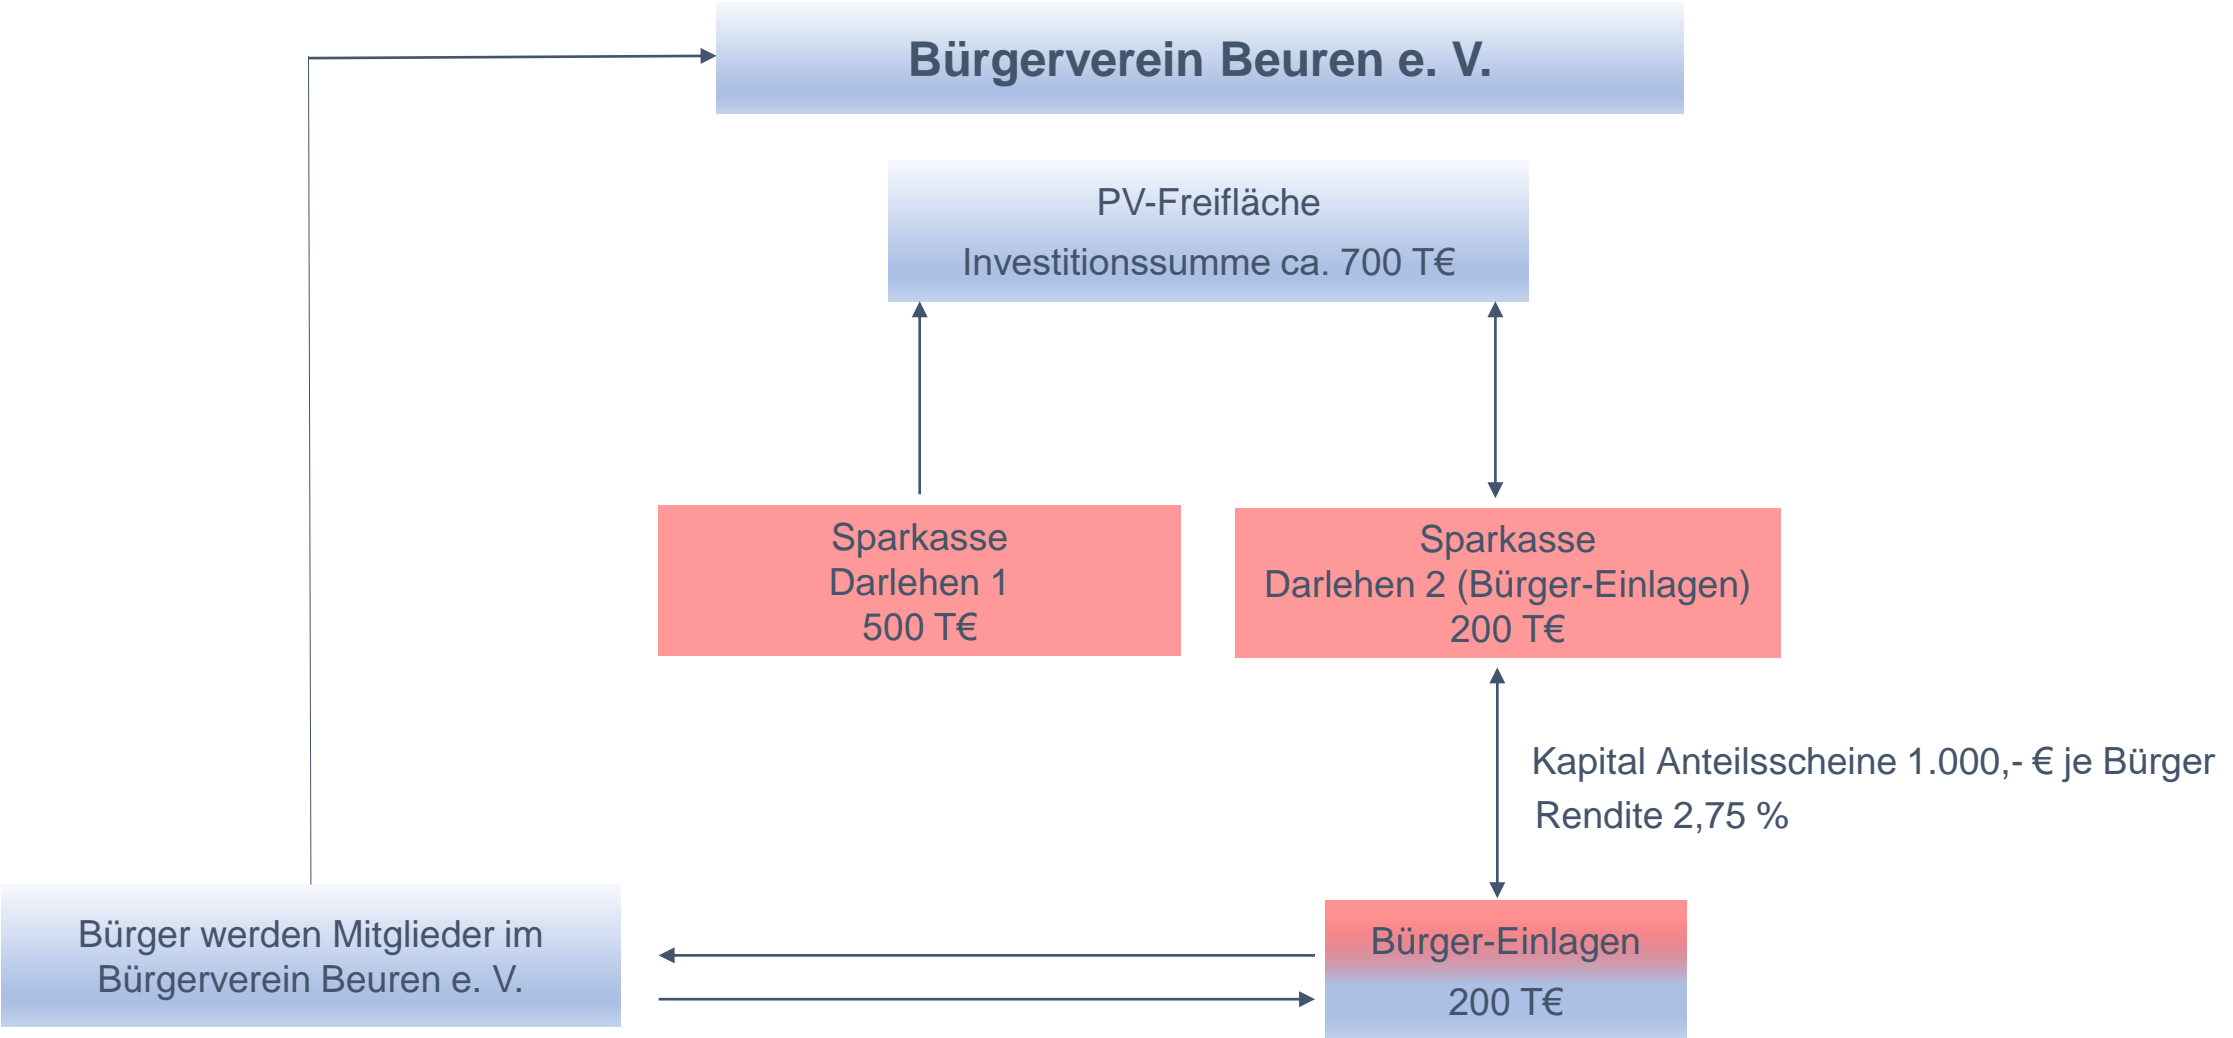 Bürgerverein Beuren e. V.
PV-Freifläche
Investitionssumme ca. 700 T€
Sparkasse
Darlehen 1
500 T€
Sparkasse
Darlehen 2 (Bürger-Einlagen)
200 T€
Kapital Anteilsscheine 1.000,- € je Bürger
Rendite 2,75 %
Bürger werden Mitglieder im
Bürgerverein Beuren e. V.
Bürger-Einlagen
200 T€